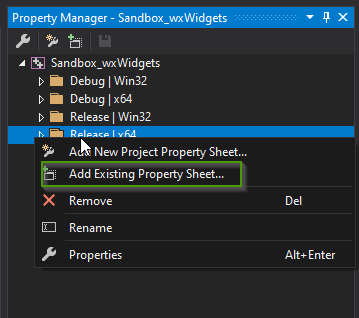 Property Manager - Sandbox_wxWidgets
Sandbox_wxWidgets
Debug | Win32
Debug | x64
Release | Win32
Release | x64
Add New Project Property Sheet...
Add Existing Property Sheet...
Remove Del
Rename
Properties Alt+Enter